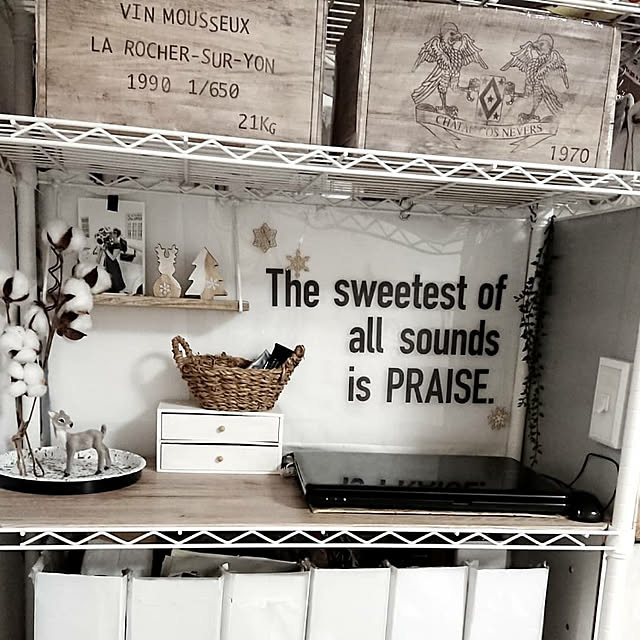 VIN MOUSSEUX
LA ROCHER-SUR-YON
1990 1/650
21KG
1970
The sweetest of
all sounds
is PRAISE.